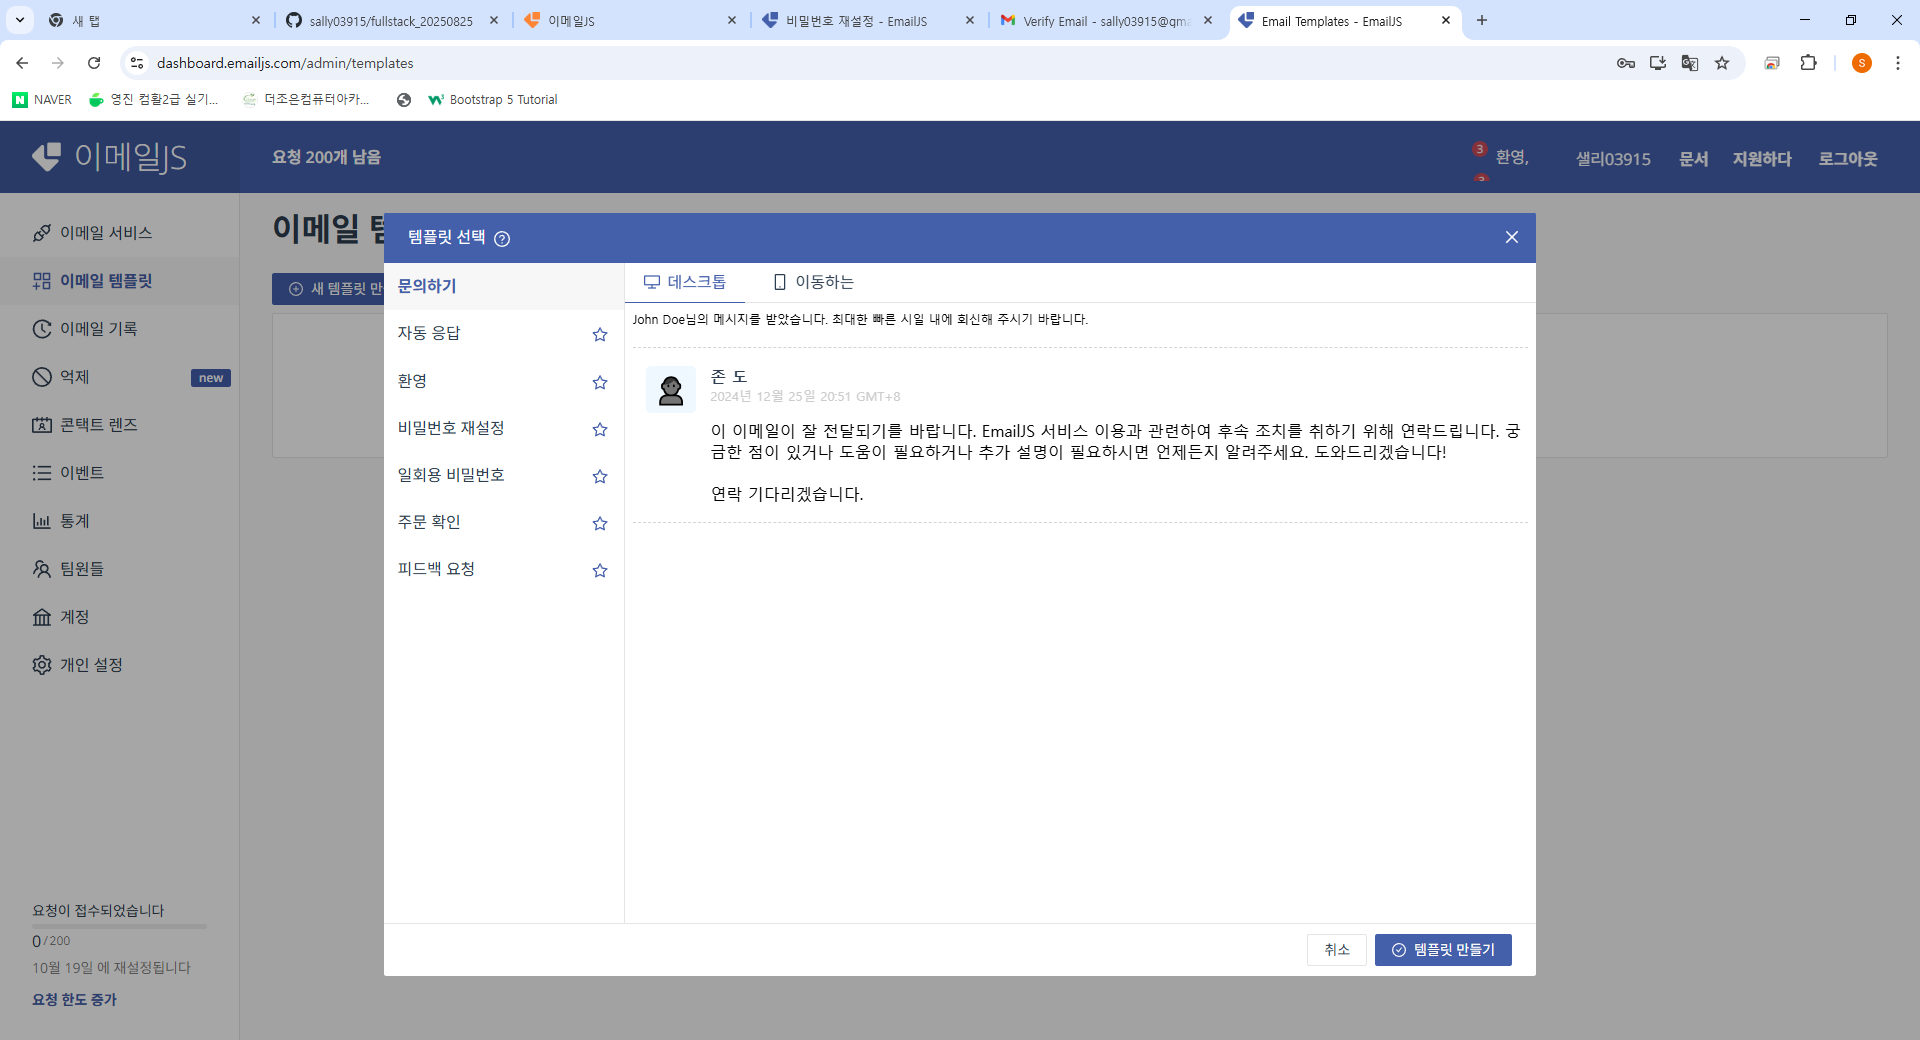 새 탭
sally03915/fullstack_20250825
이메일JS
비밀번호 재설정 - EmailJS
Verify Email - sally03915@gma
Email Templates - EmailJS
dashboard.emailjs.com/admin/templates
S
NAVER
영진 컴활2급 실기...
더조은컴퓨터아카...
Bootstrap 5 Tutorial
이메일JS
요청 200개 남음
3
환영,
샐리03915
문서
지원하다
로그아웃
이메일 서비스
이메일 템플릿
이메일 기록
억제
new
콘택트 렌즈
이벤트
통계
팀원들
계정
개인 설정
요청이 접수되었습니다
0/200
10월 19일 에 재설정됩니다
요청 한도 증가
이메일 템
새 템플릿 만
템플릿 선택
문의하기
자동 응답
환영
비밀번호 재설정
일회용 비밀번호
주문 확인
피드백 요청
데스크톱
이동하는
John Doe님의 메시지를 받았습니다. 최대한 빠른 시일 내에 회신해 주시기 바랍니다.
존 도
2024년 12월 25일 20:51 GMT+8
이 이메일이 잘 전달되기를 바랍니다. EmailJS 서비스 이용과 관련하여 후속 조치를 취하기 위해 연락드립니다. 궁
금한 점이 있거나 도움이 필요하거나 추가 설명이 필요하시면 언제든지 알려주세요. 도와드리겠습니다!
연락 기다리겠습니다.
취소
템플릿 만들기